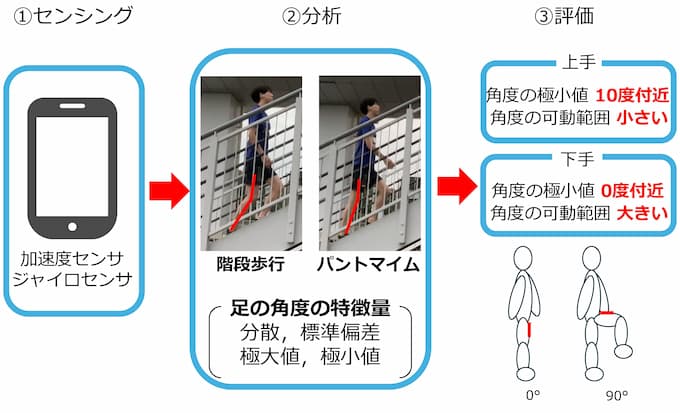 ①センシング
加速度センサ
ジャイロセンサ
②分析
階段歩行
パントマイム
足の角度の特徴量
分散，標準偏差
極大値，極小値
③評価
上手
角度の極小値 10度付近
角度の可動範囲 小さい
下手
角度の極小値 0度付近
角度の可動範囲 大きい
0°
90°